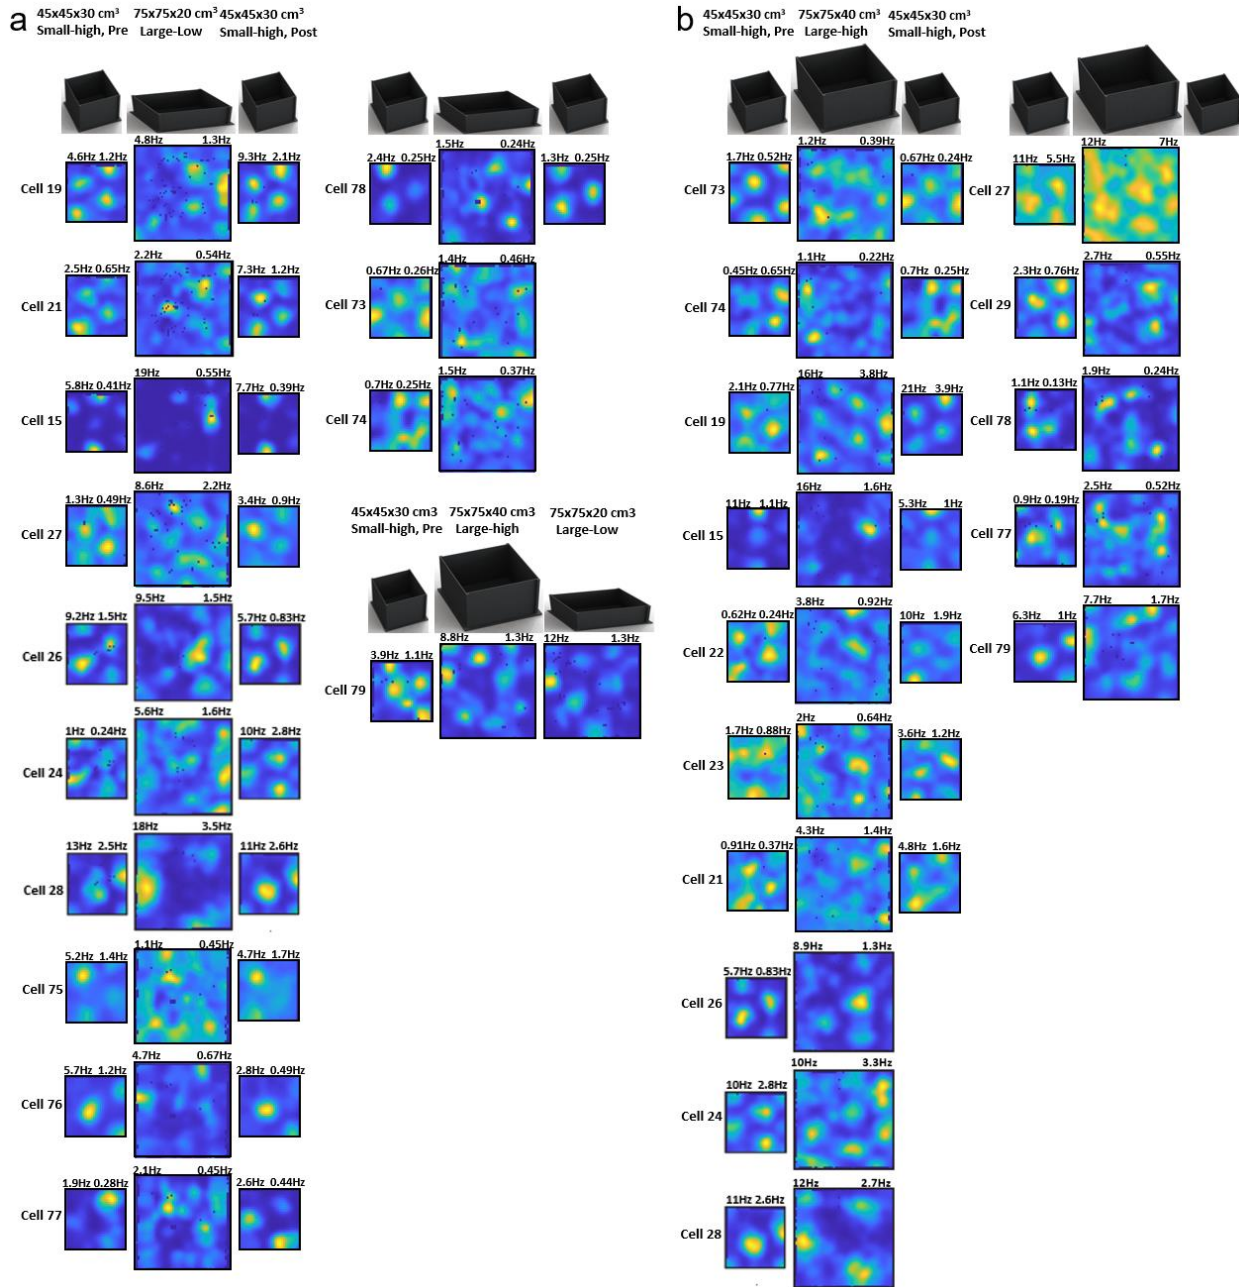 a
45x45x30 cm³ 75x75x20 cm³ 45x45x30 cm³
Small-high, Pre Large-Low Small-high, Post
4.8Hz 1.3Hz
4.6Hz 1.2Hz 9.3Hz 2.1Hz
Cell 19
2.2Hz 0.54Hz
2.5Hz 0.65Hz 7.3Hz 1.2Hz
Cell 21
19Hz 0.55Hz
5.8Hz 0.41Hz 7.7Hz 0.39Hz
Cell 15
8.6Hz 2.2Hz
1.3Hz 0.49Hz 3.4Hz 0.9Hz
Cell 27
9.5Hz 1.5Hz
9.2Hz 1.5Hz 5.7Hz 0.83Hz
Cell 26
5.6Hz 1.6Hz
1Hz 0.24Hz 10Hz 2.8Hz
Cell 24
18Hz 3.5Hz
13Hz 2.5Hz 11Hz 2.6Hz
Cell 28
1.1Hz 0.45Hz
5.2Hz 1.4Hz 4.7Hz 1.7Hz
Cell 75
4.7Hz 0.67Hz
5.7Hz 1.2Hz 2.8Hz 0.49Hz
Cell 76
2.1Hz 0.45Hz
1.9Hz 0.28Hz 2.6Hz 0.44Hz
Cell 77
1.5Hz 0.24Hz
2.4Hz 0.25Hz 1.3Hz 0.25Hz
Cell 78
1.4Hz 0.46Hz
0.67Hz 0.26Hz
Cell 73
1.5Hz 0.37Hz
0.7Hz 0.25Hz
Cell 74
45x45x30 cm3 75x75x40 cm3 75x75x20 cm3
Small-high, Pre Large-high Large-Low
8.8Hz 1.3Hz 12Hz 1.3Hz
3.9Hz 1.1Hz
Cell 79
b
45x45x30 cm³ 75x75x40 cm³ 45x45x30 cm³
Small-high, Pre Large-high Small-high, Post
1.2Hz 0.39Hz
1.7Hz 0.52Hz 0.67Hz 0.24Hz
Cell 73
1.1Hz 0.22Hz
0.45Hz 0.65Hz 0.7Hz 0.25Hz
Cell 74
16Hz 3.8Hz
2.1Hz 0.77Hz 21Hz 3.9Hz
Cell 19
16Hz 1.6Hz
11Hz 1.1Hz 5.3Hz 1Hz
Cell 15
3.8Hz 0.92Hz
0.62Hz 0.24Hz 10Hz 1.9Hz
Cell 22
2Hz 0.64Hz
1.7Hz 0.88Hz 3.6Hz 1.2Hz
Cell 23
4.3Hz 1.4Hz
0.91Hz 0.37Hz 4.8Hz 1.6Hz
Cell 21
8.9Hz 1.3Hz
5.7Hz 0.83Hz
Cell 26
10Hz 3.3Hz
10Hz 2.8Hz
Cell 24
12Hz 2.7Hz
11Hz 2.6Hz
Cell 28
12Hz 7Hz
11Hz 5.5Hz
Cell 27
2.7Hz 0.55Hz
2.3Hz 0.76Hz
Cell 29
1.9Hz 0.24Hz
1.1Hz 0.13Hz
Cell 78
2.5Hz 0.52Hz
0.9Hz 0.19Hz
Cell 77
7.7Hz 1.7Hz
6.3Hz 1Hz
Cell 79